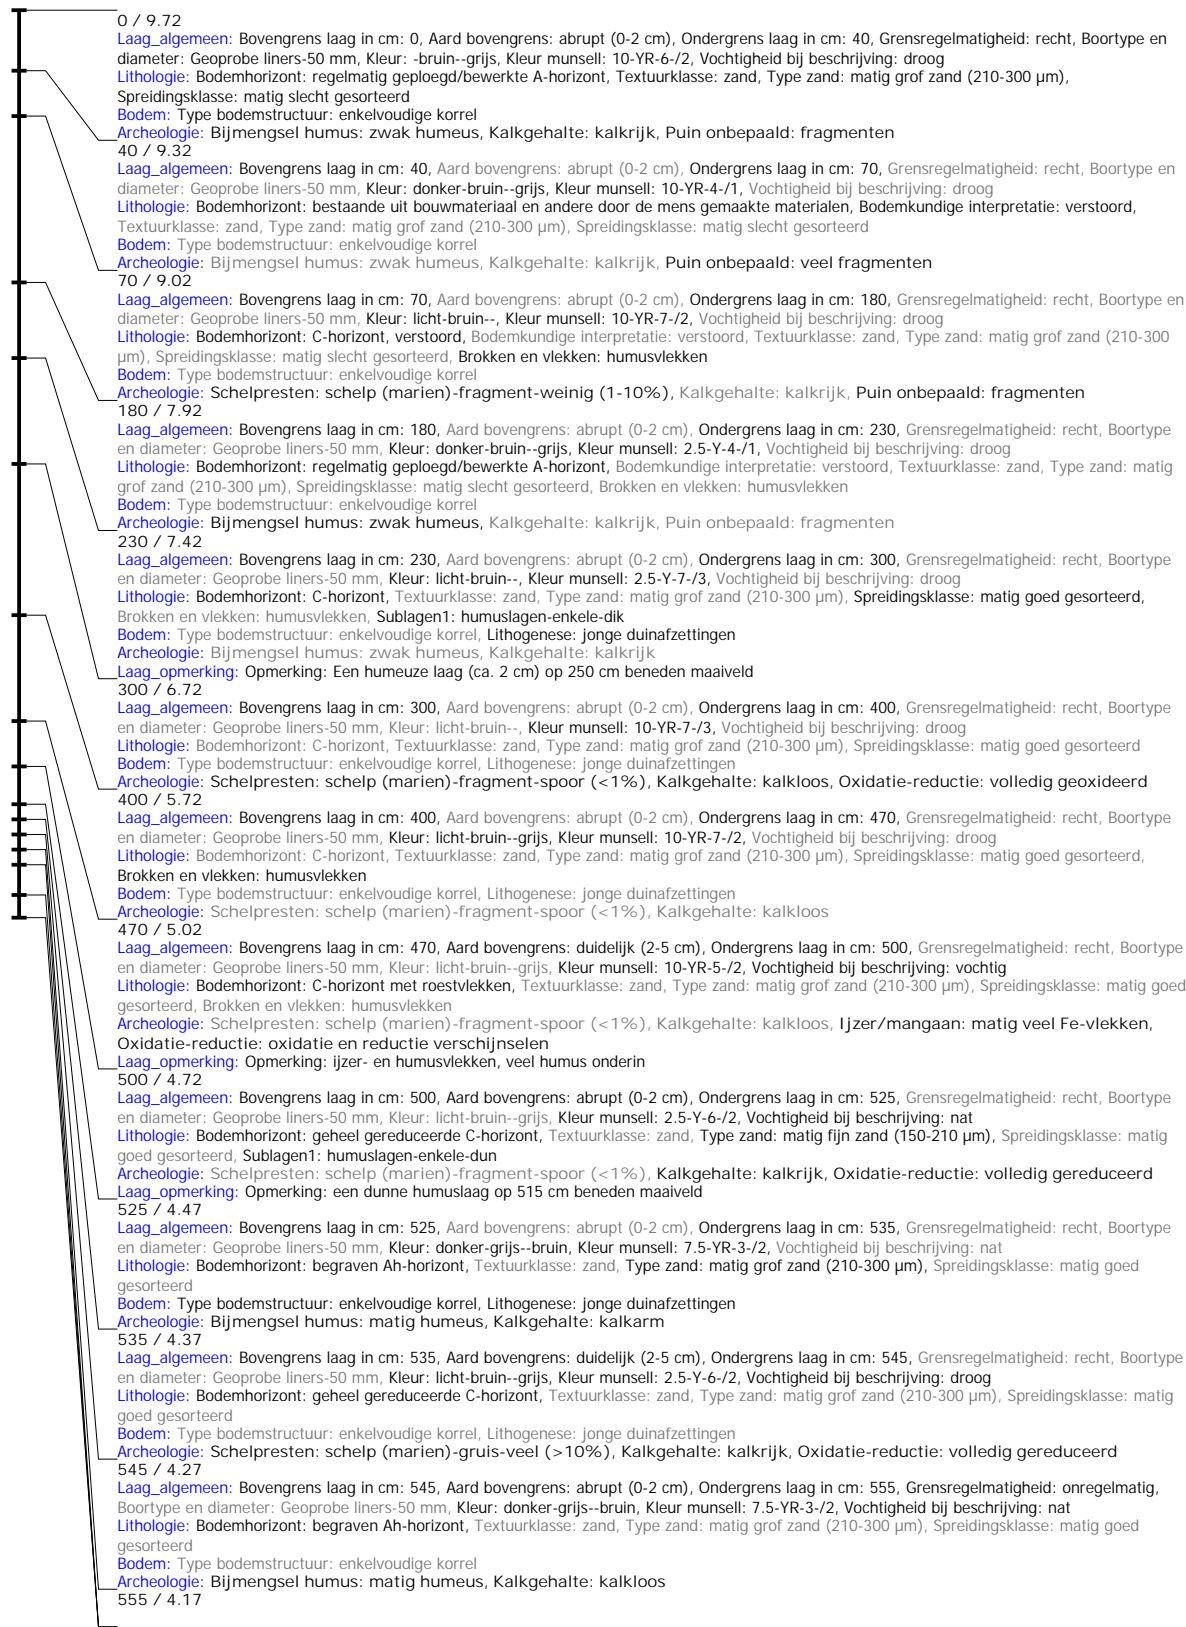 0 / 9.72
Laag_algemeen: Bovengrens laag in cm: 0, Aard bovengrens: abrupt (0-2 cm), Ondergrens laag in cm: 40, Grensregelmatigheid: recht, Boortype en
diameter: Geoprobe liners-50 mm, Kleur: -bruin--grijs, Kleur munsell: 10-YR-6-/2, Vochtigheid bij beschrijving: droog
Lithologie: Bodemhorizont: regelmatig geploegd/bewerkte A-horizont, Textuurklasse: zand, Type zand: matig grof zand (210-300 µm),
Spreidingsklasse: matig slecht gesorteerd
Bodem: Type bodemstructuur: enkelvoudige korrel
Archeologie: Bijmengsel humus: zwak humeus, Kalkgehalte: kalkrijk, Puin onbepaald: fragmenten
40 / 9.32
Laag_algemeen: Bovengrens laag in cm: 40, Aard bovengrens: abrupt (0-2 cm), Ondergrens laag in cm: 70, Grensregelmatigheid: recht, Boortype en
diameter: Geoprobe liners-50 mm, Kleur: donker-bruin--grijs, Kleur munsell: 10-YR-4-/1, Vochtigheid bij beschrijving: droog
Lithologie: Bodemhorizont: bestaande uit bouwmateriaal en andere door de mens gemaakte materialen, Bodemkundige interpretatie: verstoord,
Textuurklasse: zand, Type zand: matig grof zand (210-300 µm), Spreidingsklasse: matig slecht gesorteerd
Bodem: Type bodemstructuur: enkelvoudige korrel
Archeologie: Bijmengsel humus: zwak humeus, Kalkgehalte: kalkrijk, Puin onbepaald: veel fragmenten
70 / 9.02
Laag_algemeen: Bovengrens laag in cm: 70, Aard bovengrens: abrupt (0-2 cm), Ondergrens laag in cm: 180, Grensregelmatigheid: recht, Boortype en
diameter: Geoprobe liners-50 mm, Kleur: licht-bruin--, Kleur munsell: 10-YR-7-/2, Vochtigheid bij beschrijving: droog
Lithologie: Bodemhorizont: C-horizont, verstoord, Bodemkundige interpretatie: verstoord, Textuurklasse: zand, Type zand: matig grof zand (210-300
µm), Spreidingsklasse: matig slecht gesorteerd, Brokken en vlekken: humusvlekken
Bodem: Type bodemstructuur: enkelvoudige korrel
Archeologie: Schelpresten: schelp (marien)-fragment-weinig (1-10%), Kalkgehalte: kalkrijk, Puin onbepaald: fragmenten
180 / 7.92
Laag_algemeen: Bovengrens laag in cm: 180, Aard bovengrens: abrupt (0-2 cm), Ondergrens laag in cm: 230, Grensregelmatigheid: recht, Boortype
en diameter: Geoprobe liners-50 mm, Kleur: donker-bruin--grijs, Kleur munsell: 2.5-Y-4-/1, Vochtigheid bij beschrijving: droog
Lithologie: Bodemhorizont: regelmatig geploegd/bewerkte A-horizont, Bodemkundige interpretatie: verstoord, Textuurklasse: zand, Type zand: matig
grof zand (210-300 µm), Spreidingsklasse: matig slecht gesorteerd, Brokken en vlekken: humusvlekken
Bodem: Type bodemstructuur: enkelvoudige korrel
Archeologie: Bijmengsel humus: zwak humeus, Kalkgehalte: kalkrijk, Puin onbepaald: fragmenten
230 / 7.42
Laag_algemeen: Bovengrens laag in cm: 230, Aard bovengrens: abrupt (0-2 cm), Ondergrens laag in cm: 300, Grensregelmatigheid: recht, Boortype
en diameter: Geoprobe liners-50 mm, Kleur: licht-bruin--, Kleur munsell: 2.5-Y-7-/3, Vochtigheid bij beschrijving: droog
Lithologie: Bodemhorizont: C-horizont, Textuurklasse: zand, Type zand: matig grof zand (210-300 µm), Spreidingsklasse: matig goed gesorteerd,
Brokken en vlekken: humusvlekken, Sublagen1: humuslagen-enkele-dik
Bodem: Type bodemstructuur: enkelvoudige korrel, Lithogenese: jonge duinafzettingen
Archeologie: Bijmengsel humus: zwak humeus, Kalkgehalte: kalkrijk
Laag_opmerking: Opmerking: Een humeuze laag (ca. 2 cm) op 250 cm beneden maaiveld
300 / 6.72
Laag_algemeen: Bovengrens laag in cm: 300, Aard bovengrens: abrupt (0-2 cm), Ondergrens laag in cm: 400, Grensregelmatigheid: recht, Boortype
en diameter: Geoprobe liners-50 mm, Kleur: licht-bruin--, Kleur munsell: 10-YR-7-/3, Vochtigheid bij beschrijving: droog
Lithologie: Bodemhorizont: C-horizont, Textuurklasse: zand, Type zand: matig grof zand (210-300 µm), Spreidingsklasse: matig goed gesorteerd
Bodem: Type bodemstructuur: enkelvoudige korrel, Lithogenese: jonge duinafzettingen
Archeologie: Schelpresten: schelp (marien)-fragment-spoor (<1%), Kalkgehalte: kalkloos, Oxidatie-reductie: volledig geoxideerd
400 / 5.72
Laag_algemeen: Bovengrens laag in cm: 400, Aard bovengrens: abrupt (0-2 cm), Ondergrens laag in cm: 470, Grensregelmatigheid: recht, Boortype
en diameter: Geoprobe liners-50 mm, Kleur: licht-bruin--grijs, Kleur munsell: 10-YR-7-/2, Vochtigheid bij beschrijving: droog
Lithologie: Bodemhorizont: C-horizont, Textuurklasse: zand, Type zand: matig grof zand (210-300 µm), Spreidingsklasse: matig goed gesorteerd,
Brokken en vlekken: humusvlekken
Bodem: Type bodemstructuur: enkelvoudige korrel, Lithogenese: jonge duinafzettingen
Archeologie: Schelpresten: schelp (marien)-fragment-spoor (<1%), Kalkgehalte: kalkloos
470 / 5.02
Laag_algemeen: Bovengrens laag in cm: 470, Aard bovengrens: duidelijk (2-5 cm), Ondergrens laag in cm: 500, Grensregelmatigheid: recht, Boortype
en diameter: Geoprobe liners-50 mm, Kleur: licht-bruin--grijs, Kleur munsell: 10-YR-5-/2, Vochtigheid bij beschrijving: vochtig
Lithologie: Bodemhorizont: C-horizont met roestvlekken, Textuurklasse: zand, Type zand: matig grof zand (210-300 µm), Spreidingsklasse: matig goed
gesorteerd, Brokken en vlekken: humusvlekken
Archeologie: Schelpresten: schelp (marien)-fragment-spoor (<1%), Kalkgehalte: kalkloos, Ijzer/mangaan: matig veel Fe-vlekken,
Oxidatie-reductie: oxidatie en reductie verschijnselen
Laag_opmerking: Opmerking: ijzer- en humusvlekken, veel humus onderin
500 / 4.72
Laag_algemeen: Bovengrens laag in cm: 500, Aard bovengrens: abrupt (0-2 cm), Ondergrens laag in cm: 525, Grensregelmatigheid: recht, Boortype
en diameter: Geoprobe liners-50 mm, Kleur: licht-bruin--grijs, Kleur munsell: 2.5-Y-6-/2, Vochtigheid bij beschrijving: nat
Lithologie: Bodemhorizont: geheel gereduceerde C-horizont, Textuurklasse: zand, Type zand: matig fijn zand (150-210 µm), Spreidingsklasse: matig
goed gesorteerd, Sublagen1: humuslagen-enkele-dun
Archeologie: Schelpresten: schelp (marien)-fragment-spoor (<1%), Kalkgehalte: kalkrijk, Oxidatie-reductie: volledig gereduceerd
Laag_opmerking: Opmerking: een dunne humuslaag op 515 cm beneden maaiveld
525 / 4.47
Laag_algemeen: Bovengrens laag in cm: 525, Aard bovengrens: abrupt (0-2 cm), Ondergrens laag in cm: 535, Grensregelmatigheid: recht, Boortype
en diameter: Geoprobe liners-50 mm, Kleur: donker-grijs--bruin, Kleur munsell: 7.5-YR-3-/2, Vochtigheid bij beschrijving: nat
Lithologie: Bodemhorizont: begraven Ah-horizont, Textuurklasse: zand, Type zand: matig grof zand (210-300 µm), Spreidingsklasse: matig goed
gesorteerd
Bodem: Type bodemstructuur: enkelvoudige korrel, Lithogenese: jonge duinafzettingen
Archeologie: Bijmengsel humus: matig humeus, Kalkgehalte: kalkarm
535 / 4.37
Laag_algemeen: Bovengrens laag in cm: 535, Aard bovengrens: duidelijk (2-5 cm), Ondergrens laag in cm: 545, Grensregelmatigheid: recht, Boortype
en diameter: Geoprobe liners-50 mm, Kleur: licht-bruin--grijs, Kleur munsell: 2.5-Y-6-/2, Vochtigheid bij beschrijving: droog
Lithologie: Bodemhorizont: geheel gereduceerde C-horizont, Textuurklasse: zand, Type zand: matig grof zand (210-300 µm), Spreidingsklasse: matig
goed gesorteerd
Bodem: Type bodemstructuur: enkelvoudige korrel, Lithogenese: jonge duinafzettingen
Archeologie: Schelpresten: schelp (marien)-gruis-veel (>10%), Kalkgehalte: kalkrijk, Oxidatie-reductie: volledig gereduceerd
545 / 4.27
Laag_algemeen: Bovengrens laag in cm: 545, Aard bovengrens: abrupt (0-2 cm), Ondergrens laag in cm: 555, Grensregelmatigheid: onregelmatig,
Boortype en diameter: Geoprobe liners-50 mm, Kleur: donker-grijs--bruin, Kleur munsell: 7.5-YR-3-/2, Vochtigheid bij beschrijving: nat
Lithologie: Bodemhorizont: begraven Ah-horizont, Textuurklasse: zand, Type zand: matig grof zand (210-300 µm), Spreidingsklasse: matig goed
gesorteerd
Bodem: Type bodemstructuur: enkelvoudige korrel
Archeologie: Bijmengsel humus: matig humeus, Kalkgehalte: kalkloos
555 / 4.17